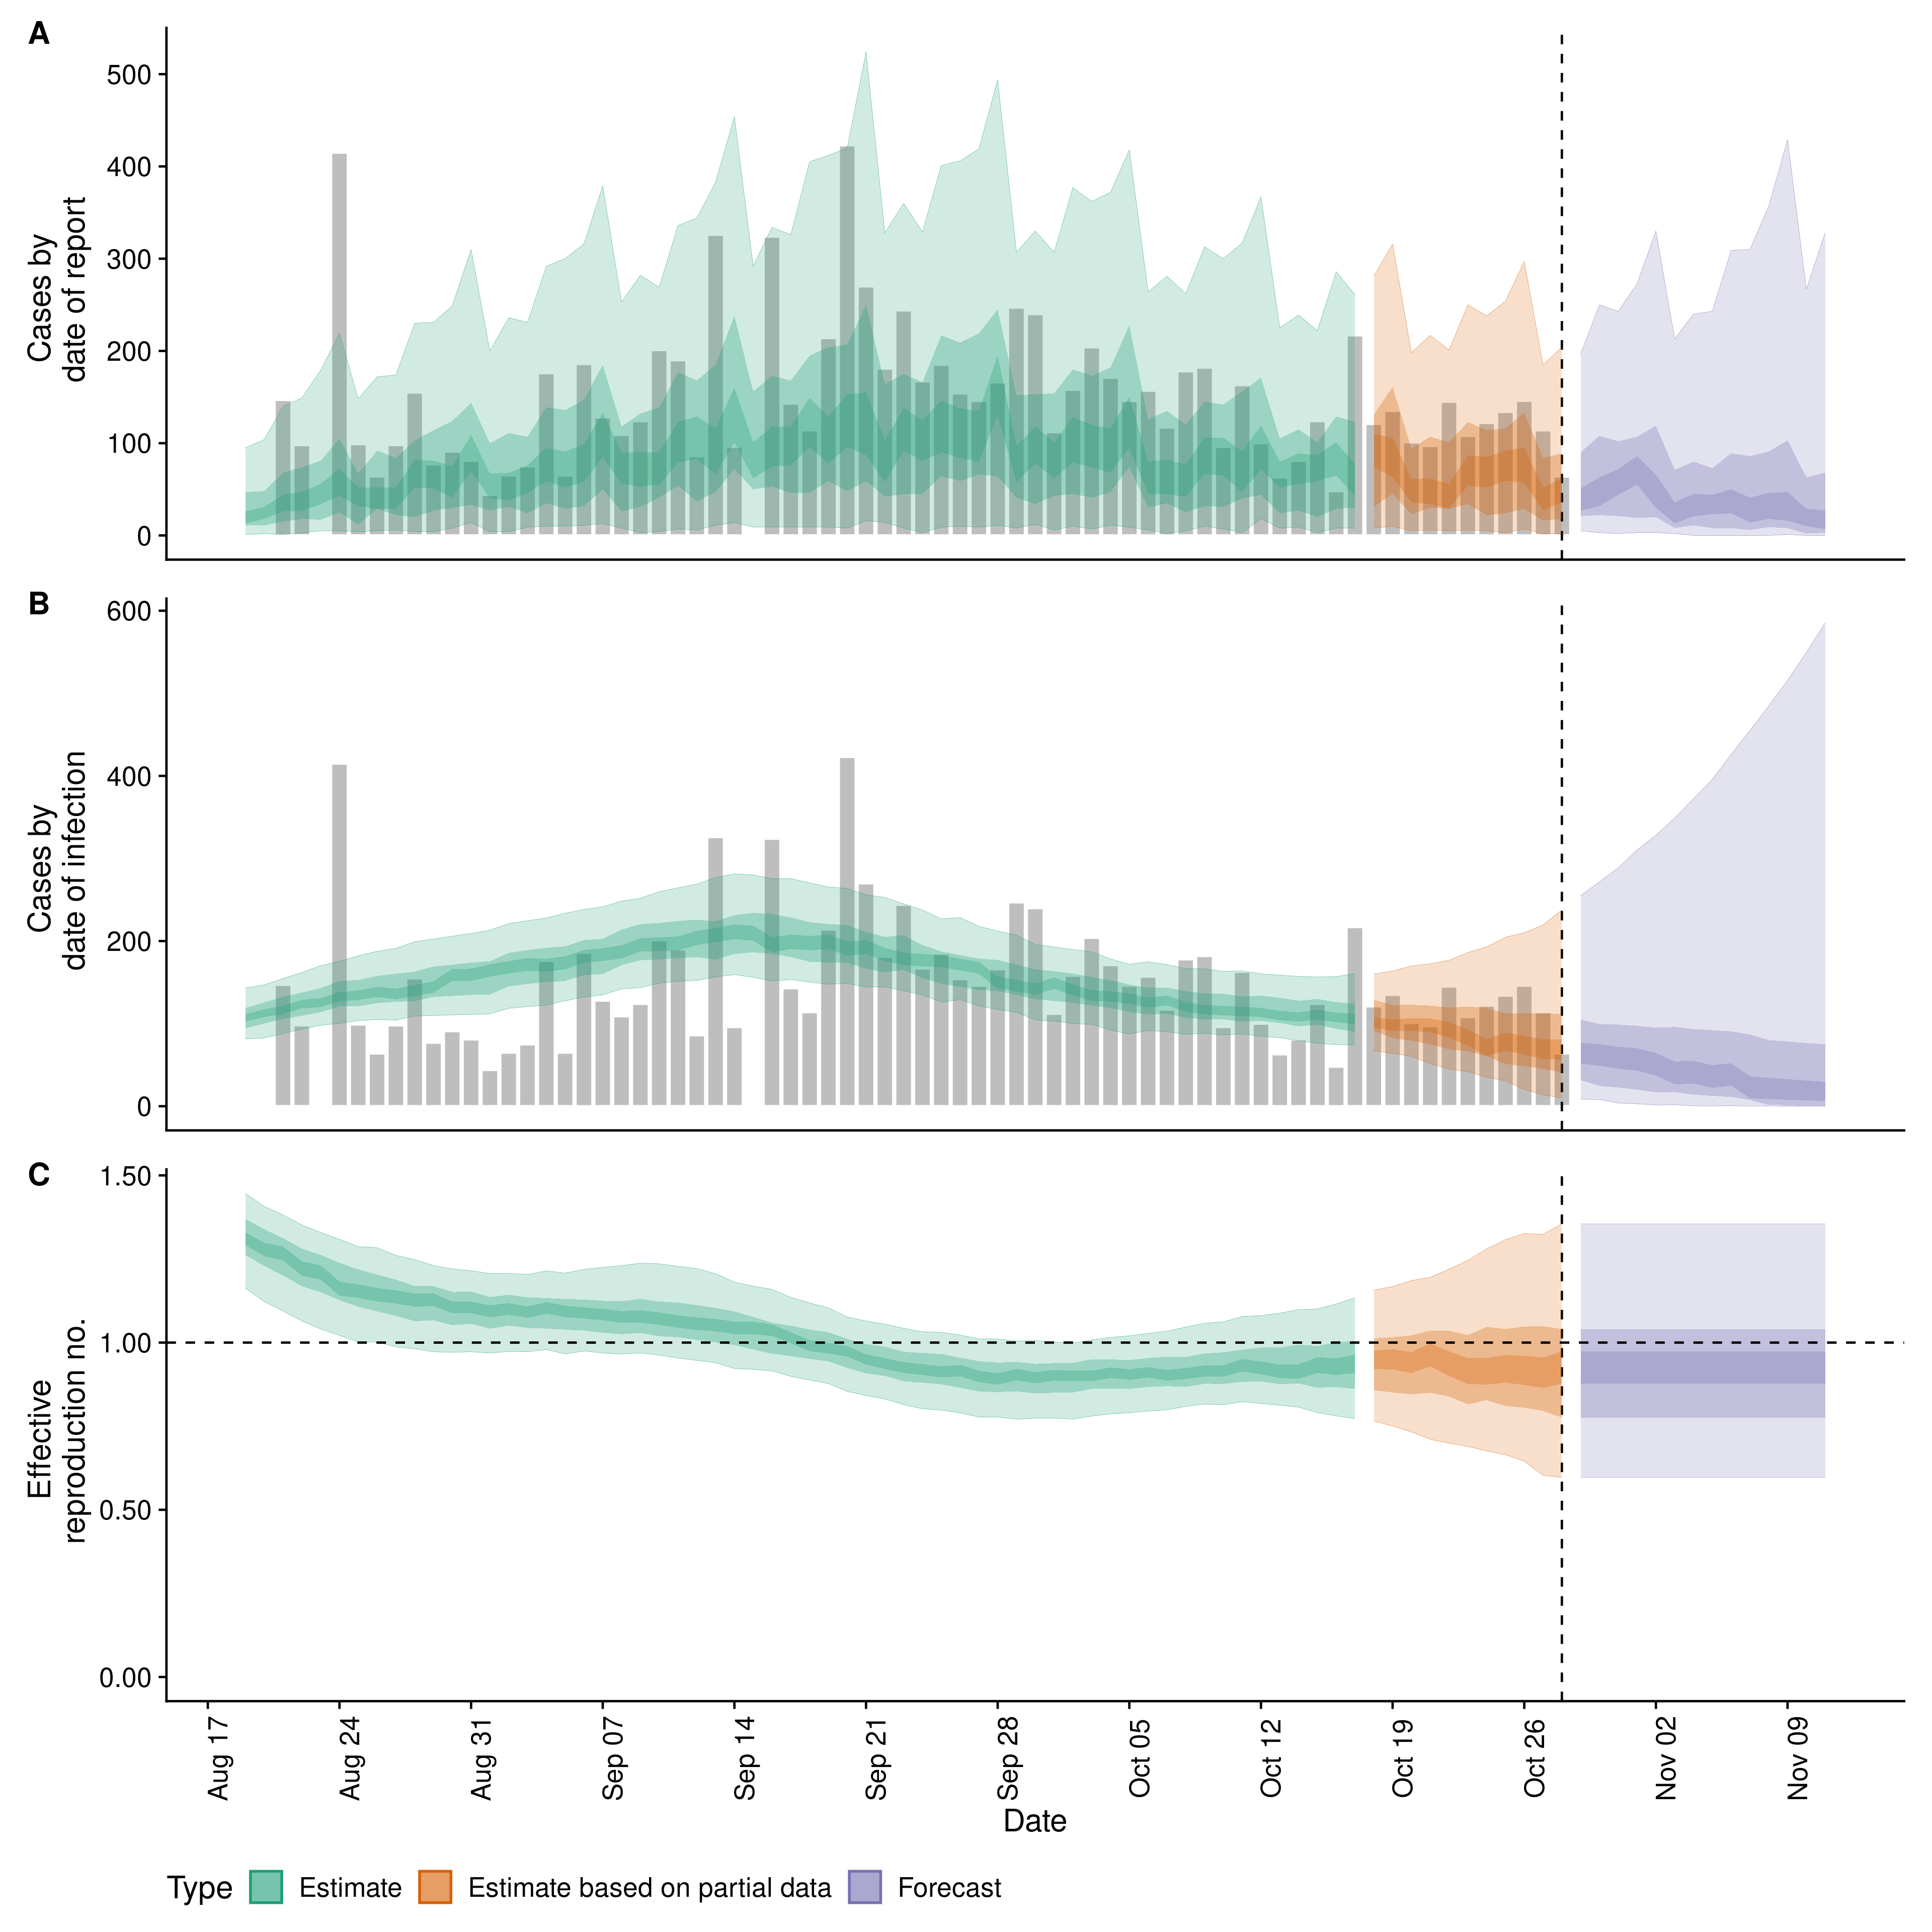 A
Cases by
date of report
500
400
300
200
100
0
B
Cases by
date of infection
600
400
200
0
C
Effective
reproduction no.
1.50
1.00
0.50
0.00
Aug 17
Aug 24
Aug 31
Sep 07
Sep 14
Sep 21
Sep 28
Oct 05
Oct 12
Oct 19
Oct 26
Nov 02
Nov 09
Date
Type Estimate Estimate based on partial data Forecast